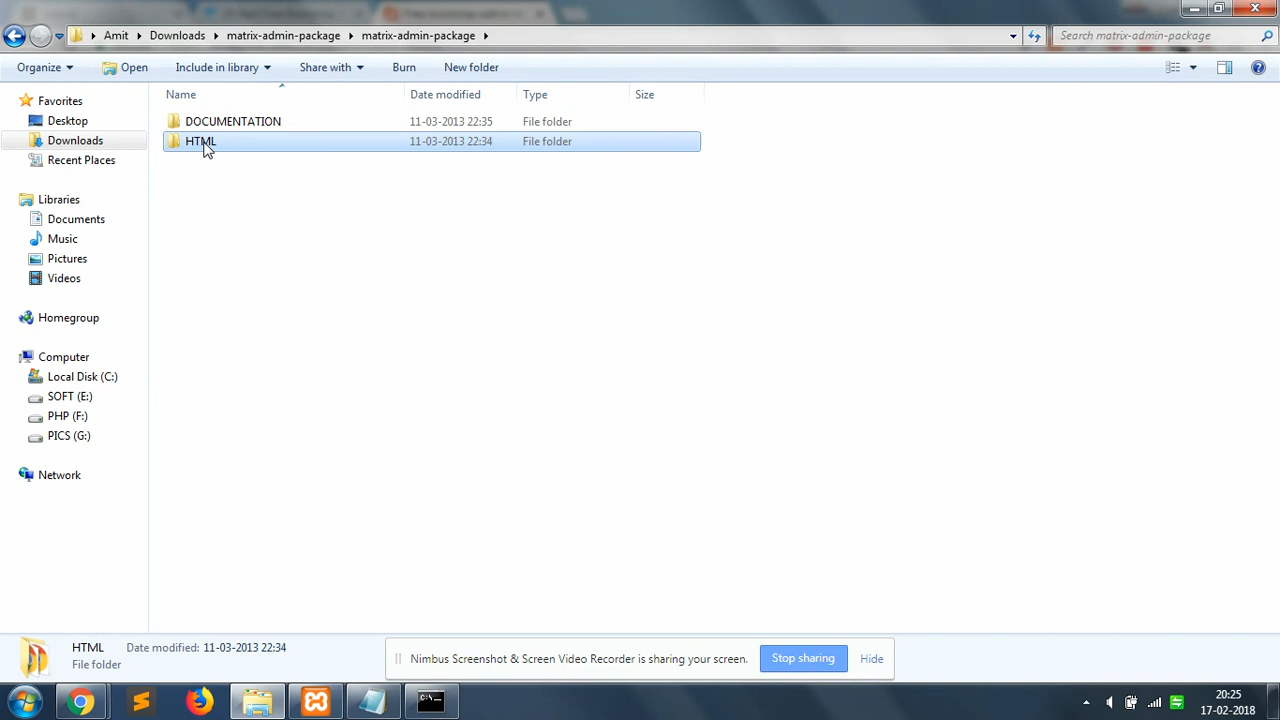 Amit Downloads matrix-admin-package matrix-admin-package
Search matrix-admin-package
Organize Open Include in library Share with Burn New folder
Name Date modified Type Size
Favorites
Desktop
Downloads
Recent Places
Libraries
Documents
Music
Pictures
Videos
Homegroup
Computer
Local Disk (C:)
SOFT (E:)
PHP (F:)
PICS (G:)
Network
DOCUMENTATION 11-03-2013 22:35 File folder
HTML 11-03-2013 22:34 File folder
HTML Date modified: 11-03-2013 22:34
File folder
Nimbus Screenshot & Screen Video Recorder is sharing your screen. Stop sharing Hide
20:25
17-02-2018